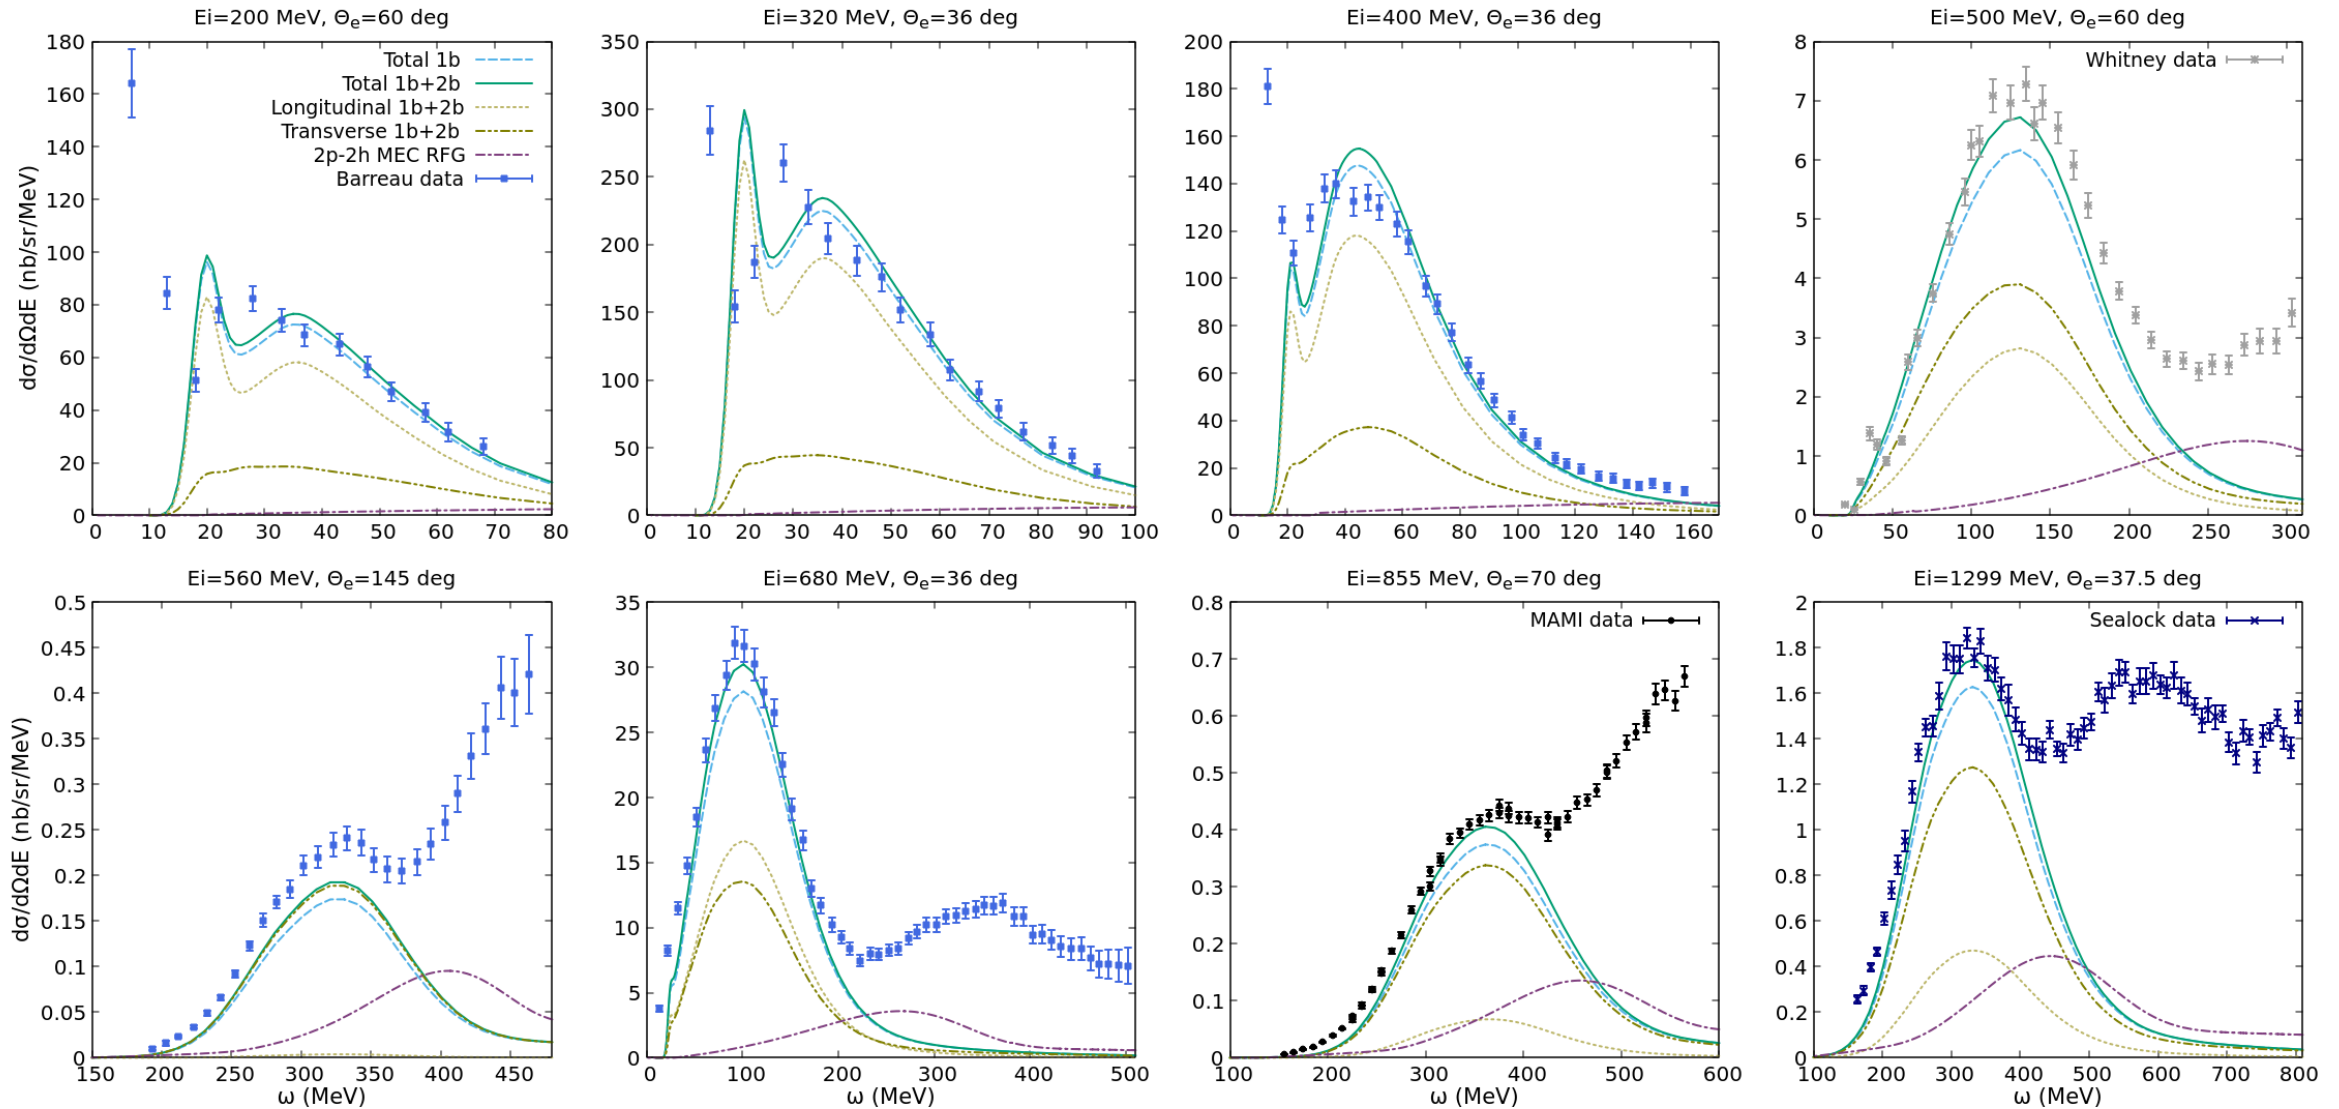 Ei=200 MeV, Θe=60 deg
Ei=320 MeV, Θe=36 deg
Ei=400 MeV, Θe=36 deg
Ei=500 MeV, Θe=60 deg
dσ/dΩdE (nb/sr/MeV)
180
160
140
120
100
80
60
40
20
0
Total 1b
Total 1b+2b
Longitudinal 1b+2b
Transverse 1b+2b
2p-2h MEC RFG
Barreau data
0 10 20 30 40 50 60 70 80
350
300
250
200
150
100
50
0
0 10 20 30 40 50 60 70 80 90 100
200
180
160
140
120
100
80
60
40
20
0
0 20 40 60 80 100 120 140 160
8
7
6
5
4
3
2
1
0
Whitney data
0 50 100 150 200 250 300
Ei=560 MeV, Θe=145 deg
Ei=680 MeV, Θe=36 deg
Ei=855 MeV, Θe=70 deg
Ei=1299 MeV, Θe=37.5 deg
dσ/dΩdE (nb/sr/MeV)
0.5
0.45
0.4
0.35
0.3
0.25
0.2
0.15
0.1
0.05
0
150 200 250 300 350 400 450
ω (MeV)
35
30
25
20
15
10
5
0
0 100 200 300 400 500
ω (MeV)
0.8
0.7
0.6
0.5
0.4
0.3
0.2
0.1
0
MAMI data
100 200 300 400 500 600
ω (MeV)
2
1.8
1.6
1.4
1.2
1
0.8
0.6
0.4
0.2
0
Sealock data
100 200 300 400 500 600 700 800
ω (MeV)